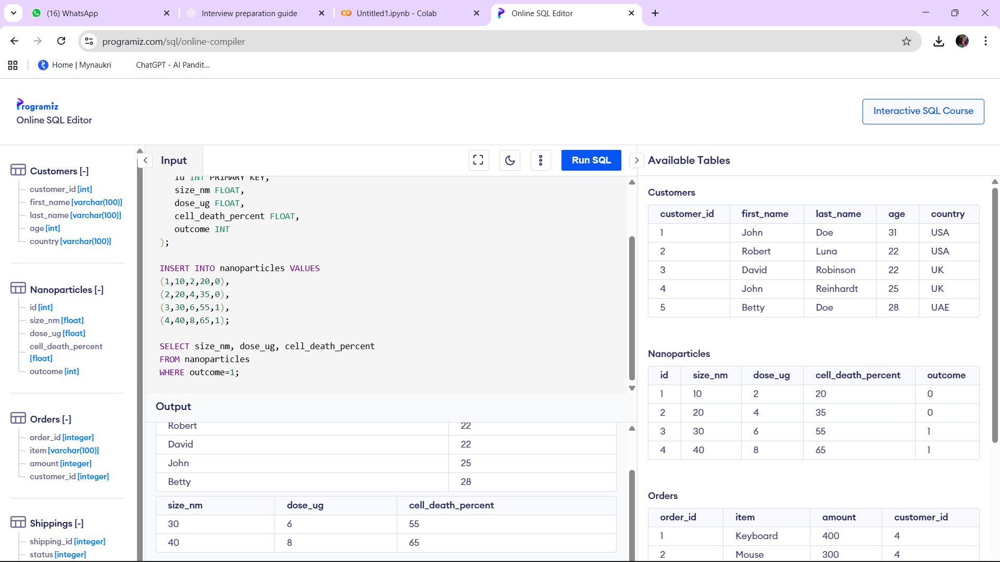 (16) WhatsApp
Interview preparation guide
Untitled1.ipynb - Colab
Online SQL Editor
programiz.com/sql/online-compiler
Home | Mynaukri
ChatGPT - AI Pandit...
Programiz
Online SQL Editor
Interactive SQL Course
Customers [-]
customer_id [int]
first_name [varchar(100)]
last_name [varchar(100)]
age [int]
country [varchar(100)]
Nanoparticles [-]
id [int]
size_nm [float]
dose_ug [float]
cell_death_percent
[float]
outcome [int]
Orders [-]
order_id [integer]
item [varchar(100)]
amount [integer]
customer_id [integer]
Shippings [-]
shipping_id [integer]
status [integer]
Input
Run SQL
id INT PRIMARY KEY,
size_nm FLOAT,
dose_ug FLOAT,
cell_death_percent FLOAT,
outcome INT
);
INSERT INTO nanoparticles VALUES
(1,10,2,20,0),
(2,20,4,35,0),
(3,30,6,55,1),
(4,40,8,65,1);
SELECT size_nm, dose_ug, cell_death_percent
FROM nanoparticles
WHERE outcome=1;
Output
Robert 22
David 22
John 25
Betty 28
size_nm dose_ug cell_death_percent
30 6 55
40 8 65
Available Tables
Customers
customer_id first_name last_name age country
1 John Doe 31 USA
2 Robert Luna 22 USA
3 David Robinson 22 UK
4 John Reinhardt 25 UK
5 Betty Doe 28 UAE
Nanoparticles
id size_nm dose_ug cell_death_percent outcome
1 10 2 20 0
2 20 4 35 0
3 30 6 55 1
4 40 8 65 1
Orders
order_id item amount customer_id
1 Keyboard 400 4
2 Mouse 300 4